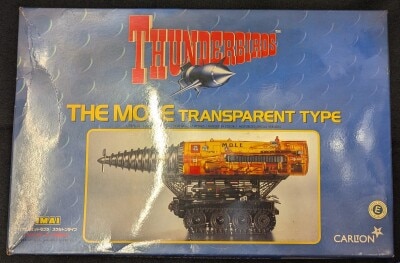 THUNDERBIRDS
THE MOLE TRANSPARENT TYPE
MOLE
IMAI
E
CARLTON